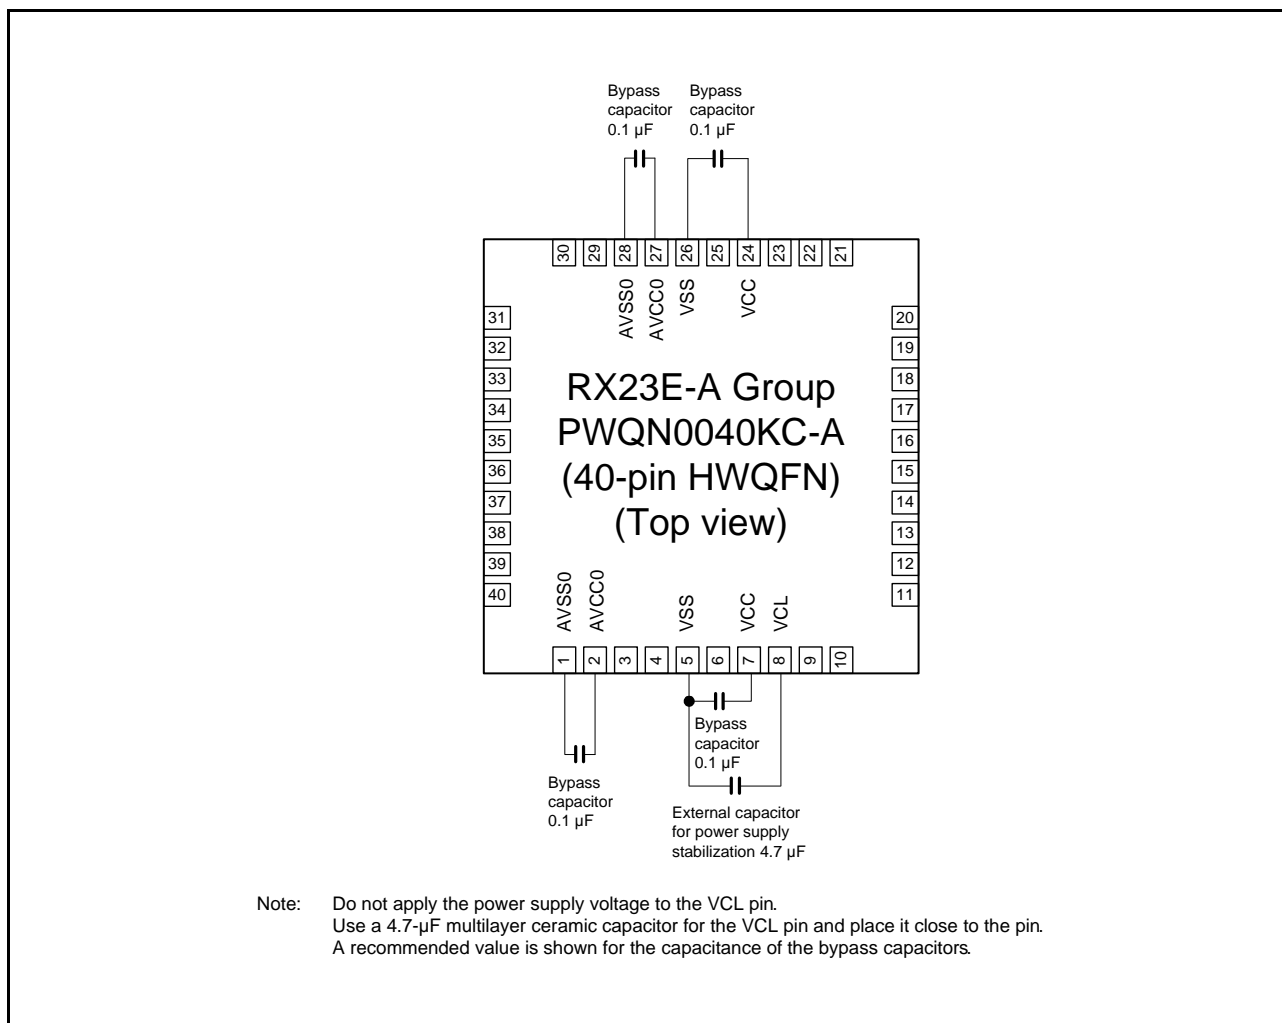 Bypass
capacitor
0.1 µF
Bypass
capacitor
0.1 µF
30
29
28
27
26
25
24
23
22
21
AVSS0
AVCC0
VSS
VCC
31
32
33
34
35
36
37
38
39
40
20
19
18
17
16
15
14
13
12
11
RX23E-A Group
PWQN0040KC-A
(40-pin HWQFN)
(Top view)
AVSS0
AVCC0
VSS
VCC
VCL
1
2
3
4
5
6
7
8
9
10
Bypass
capacitor
0.1 µF
Bypass
capacitor
0.1 µF
External capacitor
for power supply
stabilization 4.7 µF
Note: Do not apply the power supply voltage to the VCL pin.
Use a 4.7-µF multilayer ceramic capacitor for the VCL pin and place it close to the pin.
A recommended value is shown for the capacitance of the bypass capacitors.